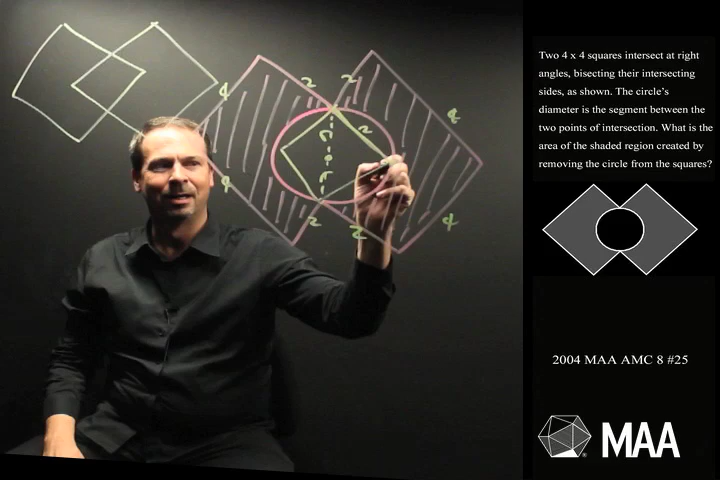 Two 4 x 4 squares intersect at right
angles, bisecting their intersecting
sides, as shown. The circle's
diameter is the segment between the
two points of intersection. What is the
area of the shaded region created by
removing the circle from the squares?
2004 MAA AMC 8 #25
MAA
4
2
2
4
2
4
2
2
4